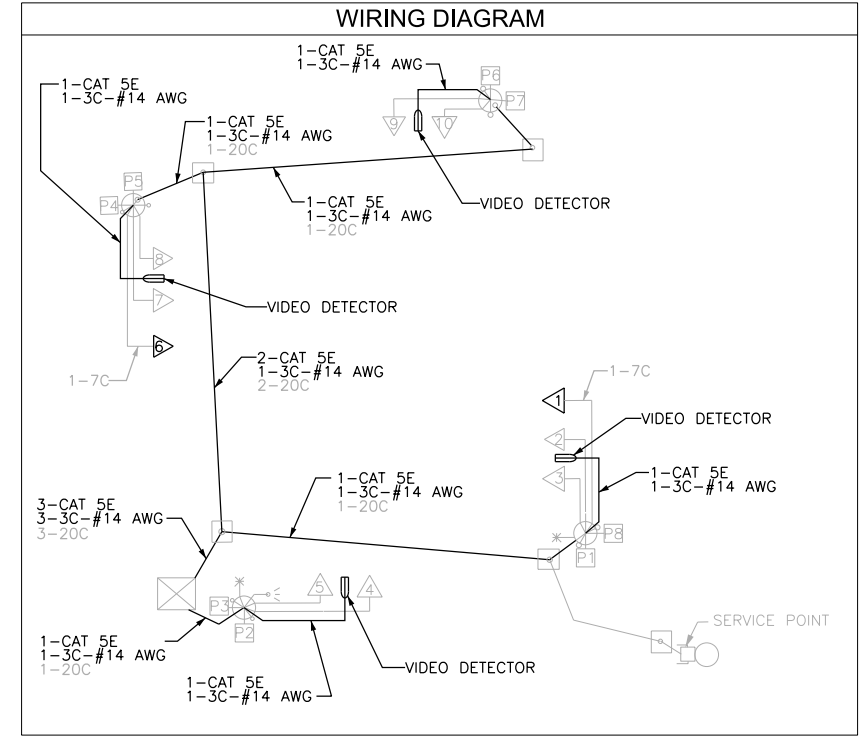 WIRING DIAGRAM
1-CAT 5E
1-3C-#14 AWG
P6
P7
9
10
1-CAT 5E
1-3C-#14 AWG
1-CAT 5E
1-3C-#14 AWG
1-20C
P5
P4
1-CAT 5E
1-3C-#14 AWG
1-20C
VIDEO DETECTOR
8
7
VIDEO DETECTOR
6
1-7C
2-CAT 5E
1-3C-#14 AWG
2-20C
1
1-7C
2
VIDEO DETECTOR
3
1-CAT 5E
1-3C-#14 AWG
1-CAT 5E
1-3C-#14 AWG
1-20C
3-CAT 5E
3-3C-#14 AWG
3-20C
P8
P1
5
4
P3
P2
SERVICE POINT
1-CAT 5E
1-3C-#14 AWG
1-20C
VIDEO DETECTOR
1-CAT 5E
1-3C-#14 AWG